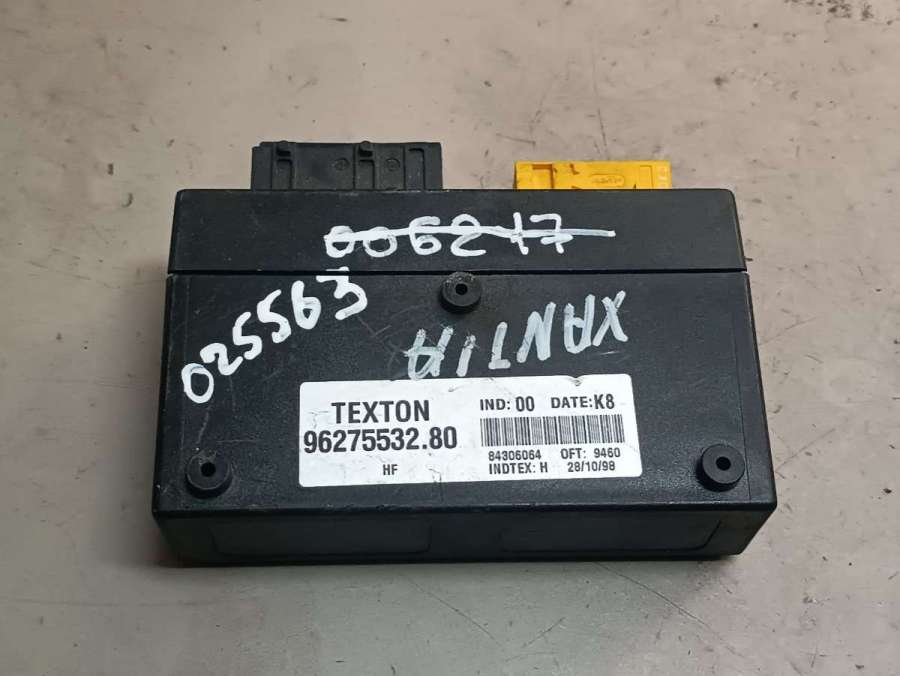 006217
025563
XANTIA
TEXTON
96275532.80
HF
IND: 00 DATE: K8
84306064 OFT: 9460
INDTEX: H 28/10/98